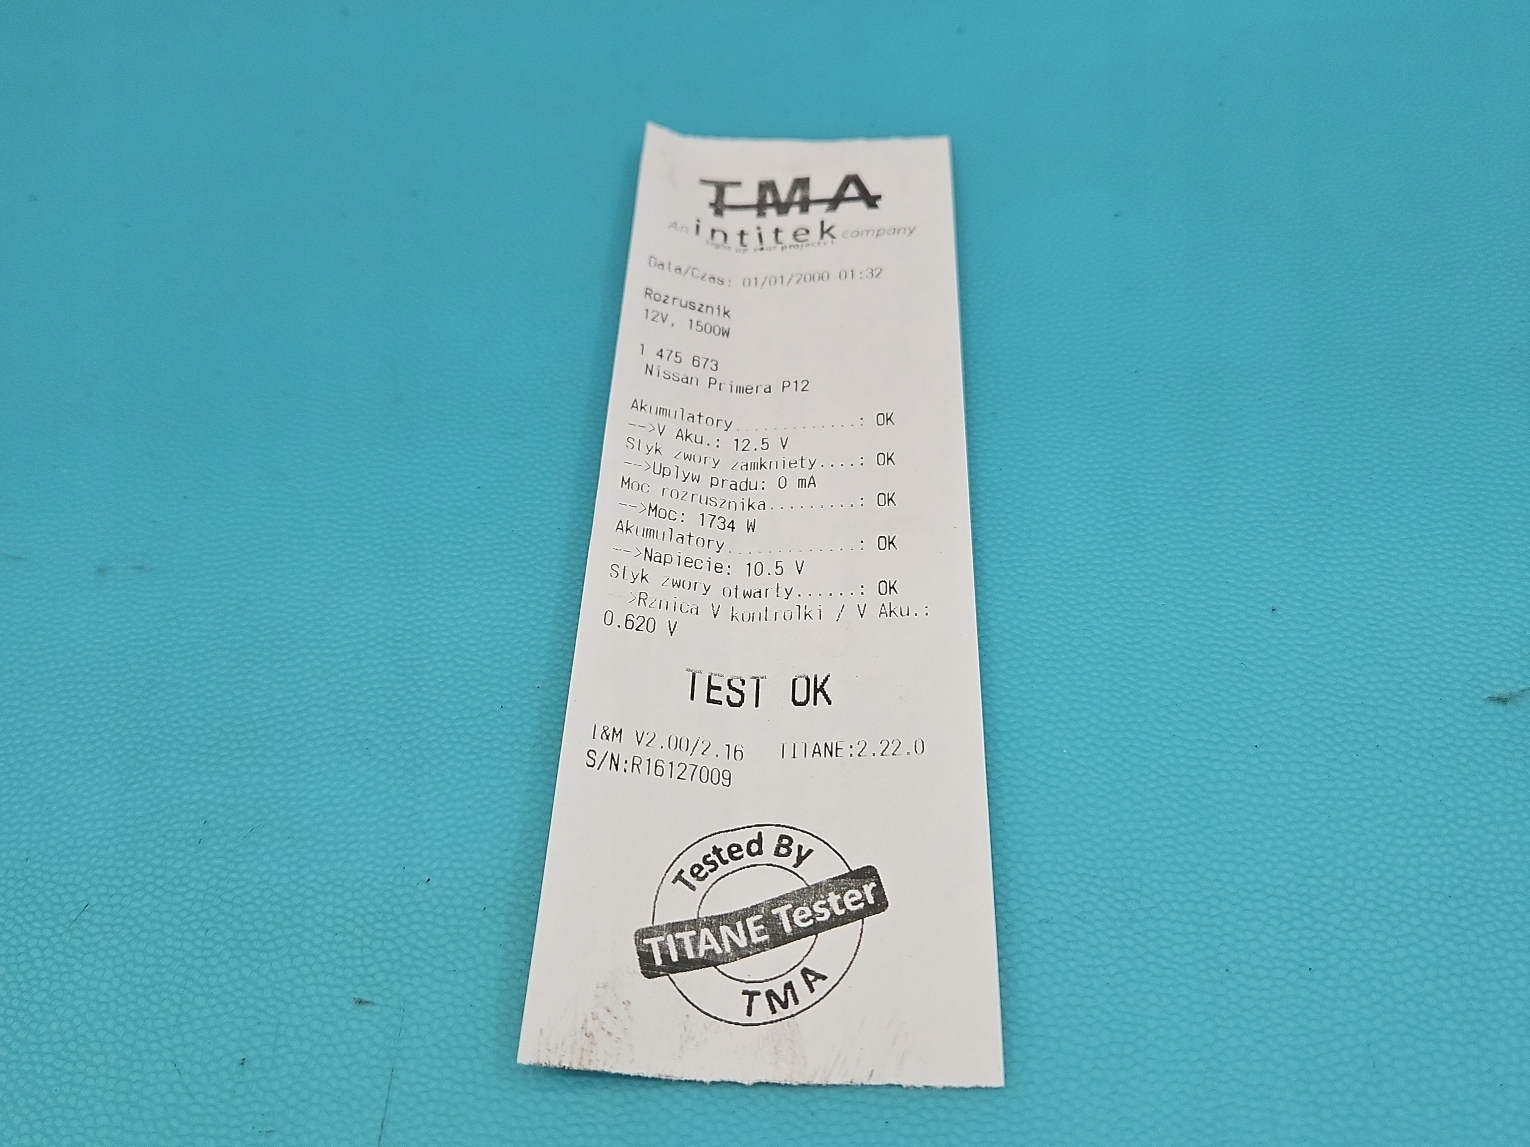 TMA
An intitek company
light up your projects!
Data/Czas: 01/01/2000 01:32
Rozrusznik
12V, 1500W
1 475 673
Nissan Primera P12
Akumulatory.............: OK
-->V Aku.: 12.5 V
Styk zwory zamkniety....: OK
-->Uplyw pradu: 0 mA
Moc rozrusznika.........: OK
-->Moc: 1734 W
Akumulatory.............: OK
-->Napiecie: 10.5 V
Styk zwory otwarty......: OK
-->Rznica V kontrolki / V Aku.:
0.620 V
TEST OK
I&M V2.00/2.16 TITANE:2.22.0
S/N:R16127009
Tested By
TITANE Tester
TMA